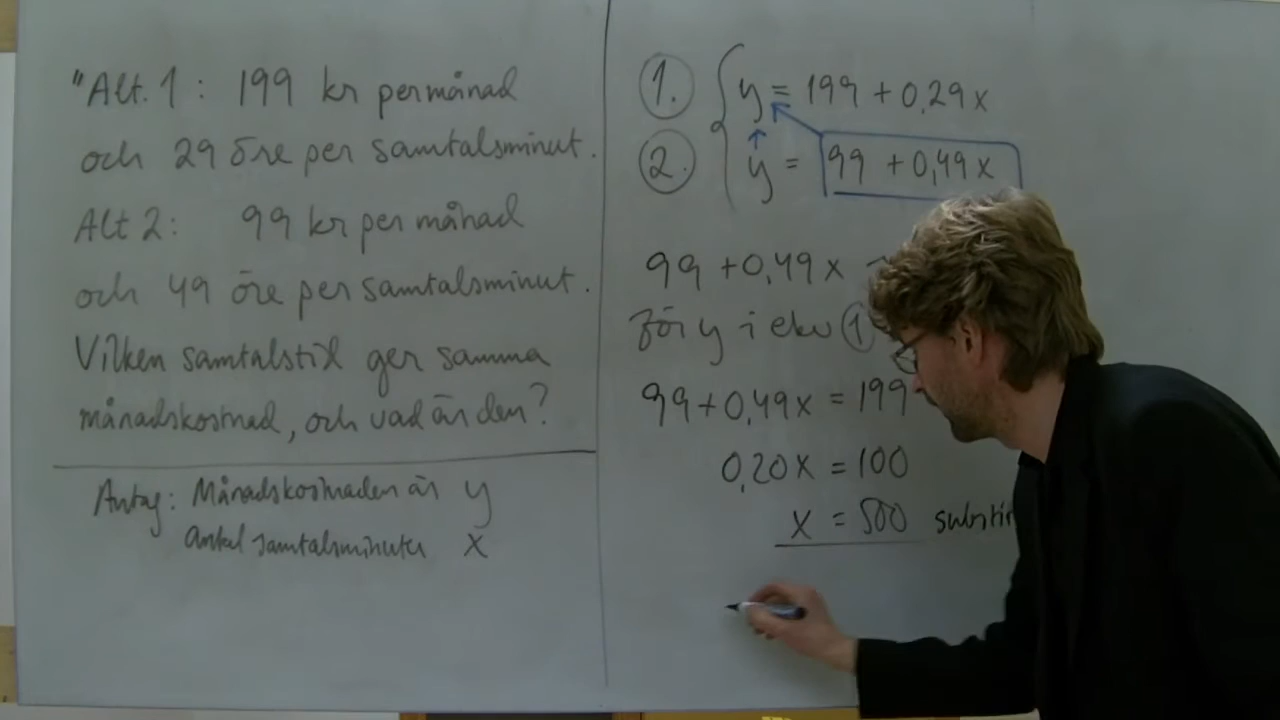 "Alt. 1: 199 kr per månad
och 29 öre per samtalsminut.
Alt 2: 99 kr per månad
och 49 öre per samtalsminut.
Vilken samtalstid ger samma
månadskostnad, och vad är den?
Antag: Månadskostnaden är y
antal samtalsminuter x
1. y = 199 + 0,29x
2. y = 99 + 0,49x
99 + 0,49x
för y i ekv 1
99 + 0,49x = 199
0,20x = 100
x = 500